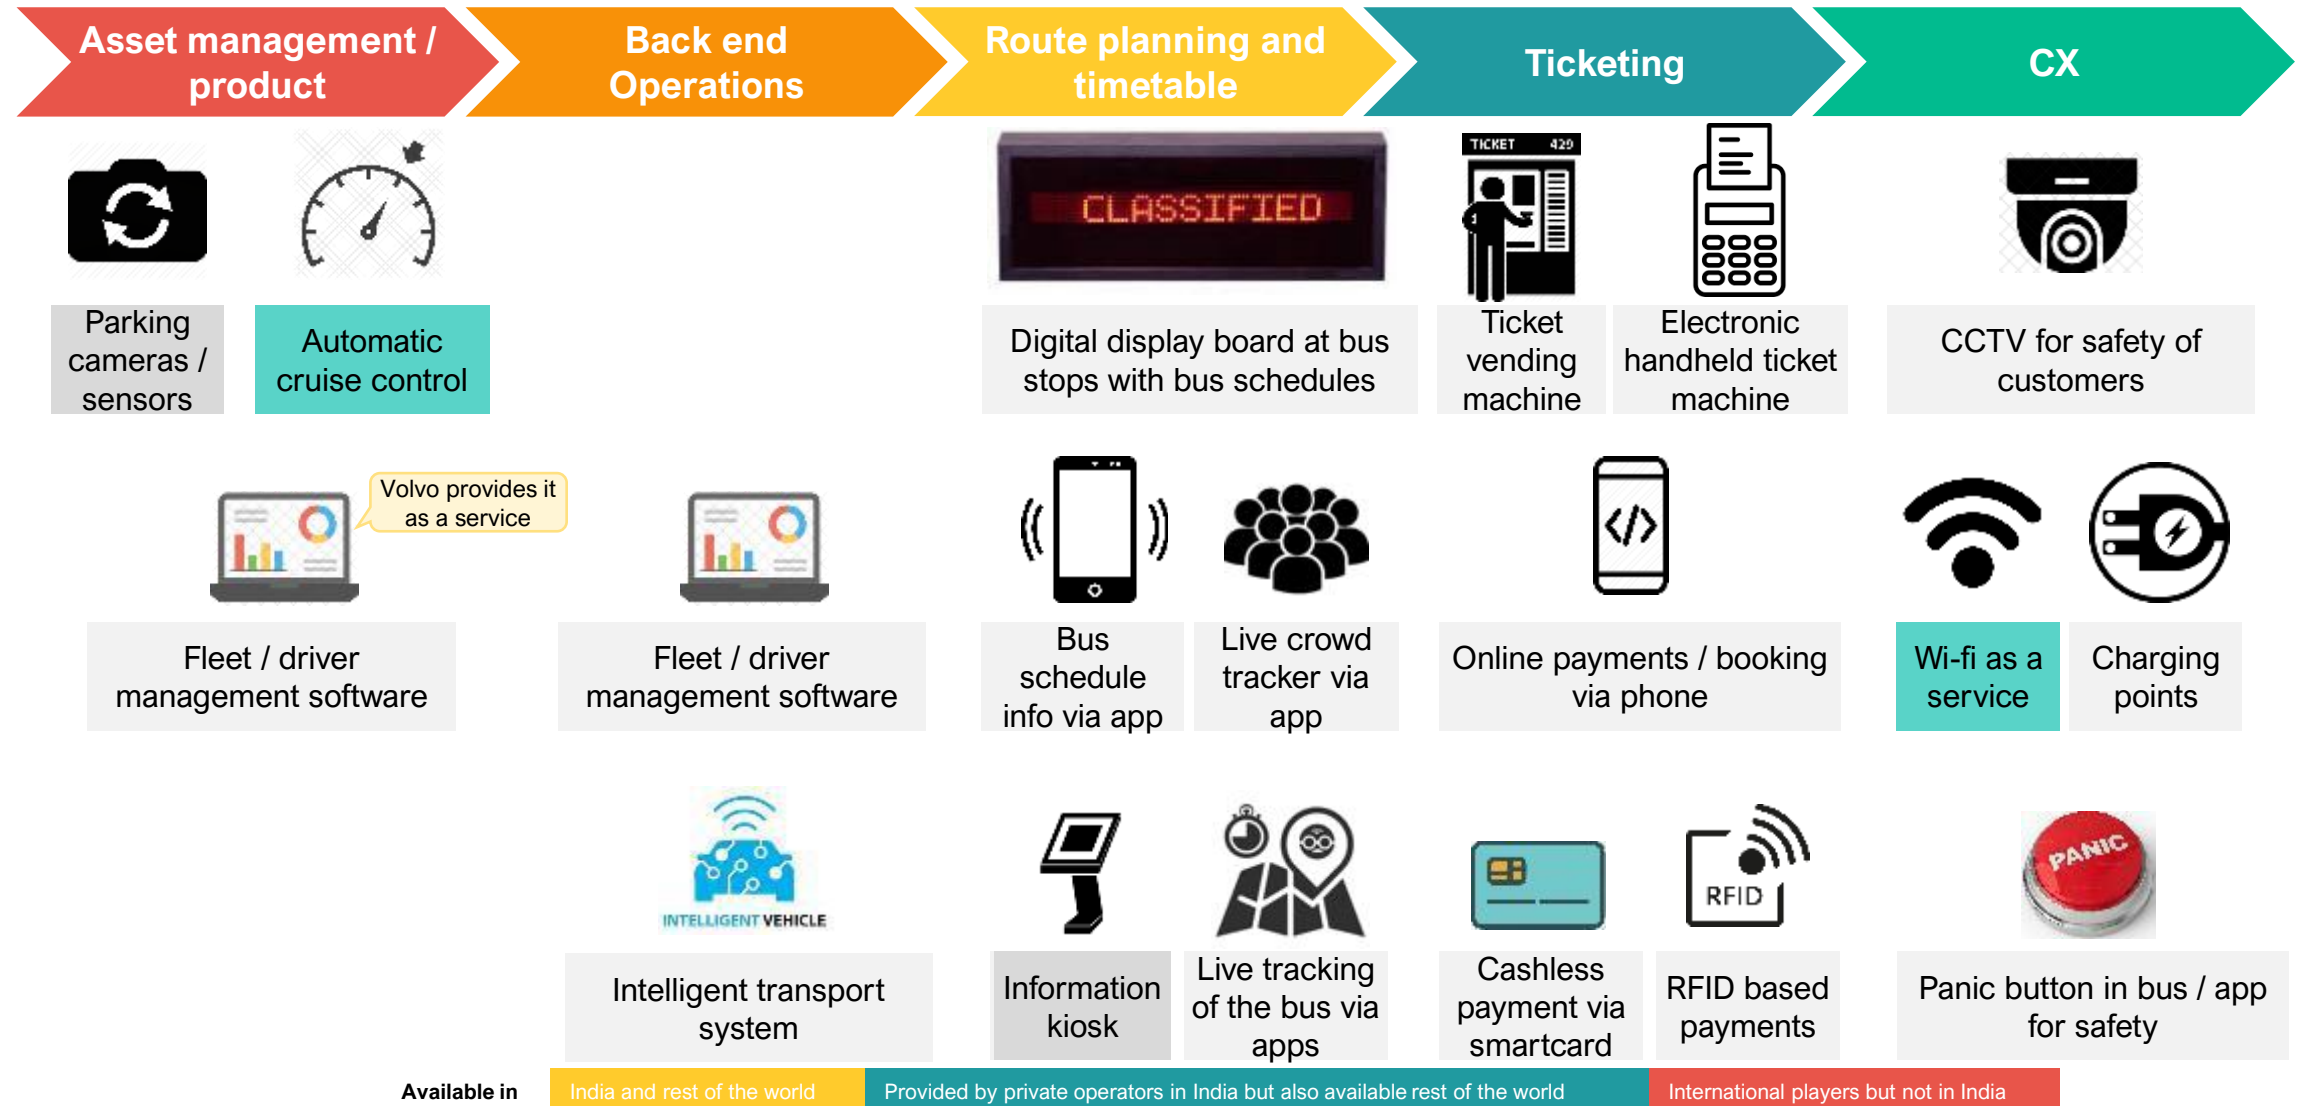 Asset management /
product
Back end
Operations
Route planning and
timetable
Ticketing
CX
CLASSIFIED
TICKET 429
Parking
cameras /
sensors
Automatic
cruise control
Digital display board at bus
stops with bus schedules
Ticket
vending
machine
Electronic
handheld ticket
machine
CCTV for safety of
customers
Volvo provides it
as a service
Fleet / driver
management software
Fleet / driver
management software
Bus
schedule
info via app
Live crowd
tracker via
app
</>
Online payments / booking
via phone
Wi-fi as a
service
Charging
points
INTELLIGENT VEHICLE
Intelligent transport
system
Information
kiosk
Live tracking
of the bus via
apps
Cashless
payment via
smartcard
RFID
RFID based
payments
PANIC
Panic button in bus / app
for safety
Available in
India and rest of the world
Provided by private operators in India but also available rest of the world
International players but not in India